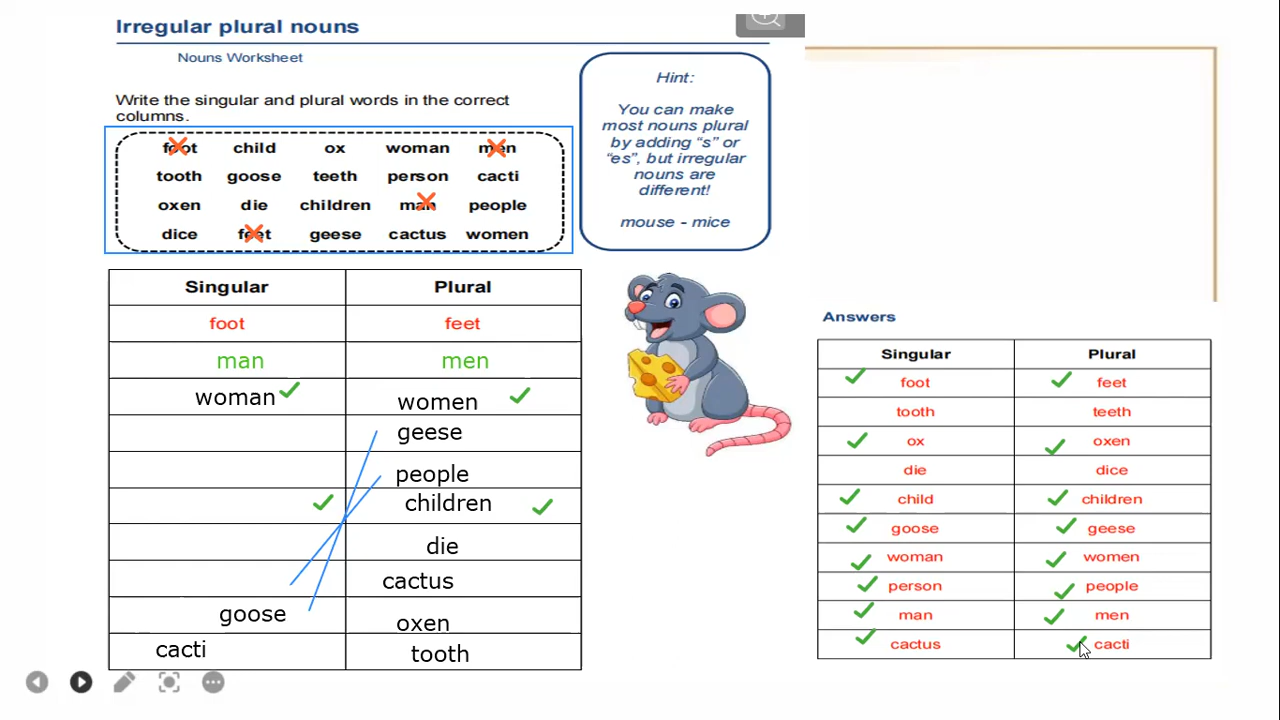 Irregular plural nouns
Nouns Worksheet
Write the singular and plural words in the correct
columns.
foot child ox woman men
tooth goose teeth person cacti
oxen die children man people
dice feet geese cactus women
Hint:
You can make
most nouns plural
by adding “s” or
“es”, but irregular
nouns are
different!
mouse - mice
Singular Plural
foot feet
man men
woman women
geese
people
children
die
cactus
goose oxen
cacti tooth
Answers
Singular Plural
foot feet
tooth teeth
ox oxen
die dice
child children
goose geese
woman women
person people
man men
cactus cacti